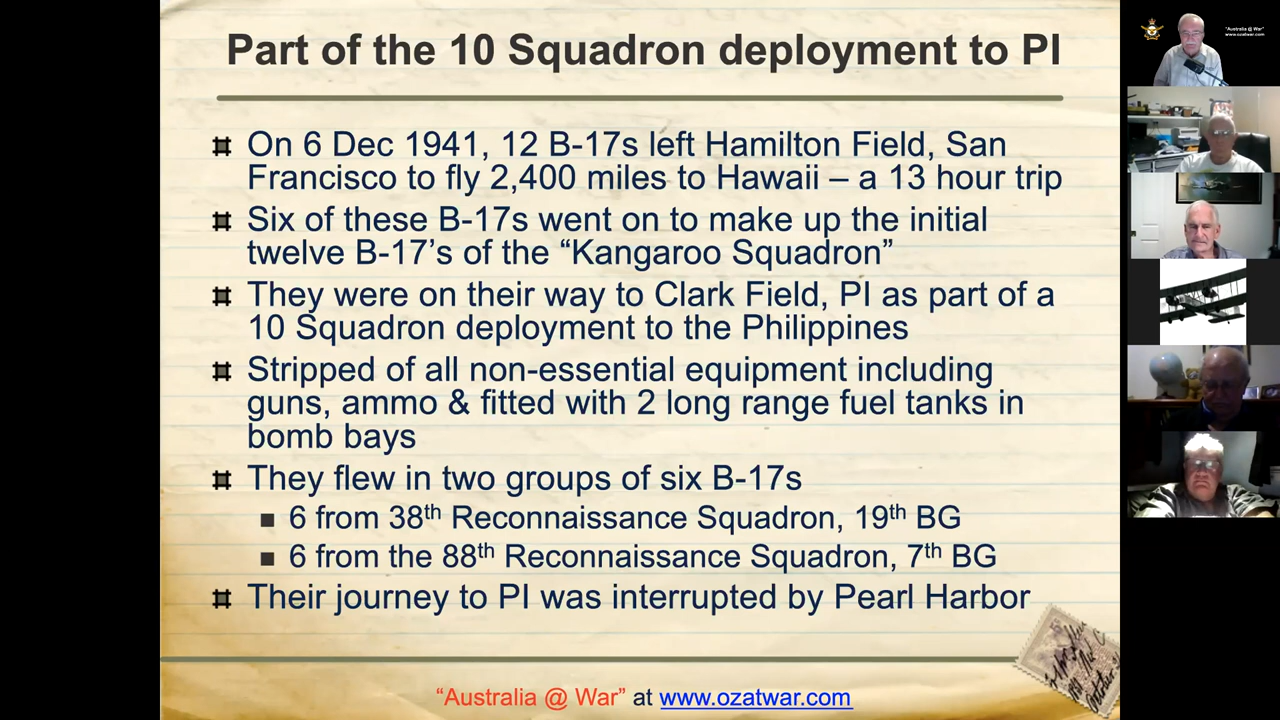 Part of the 10 Squadron deployment to PI
On 6 Dec 1941, 12 B-17s left Hamilton Field, San
Francisco to fly 2,400 miles to Hawaii – a 13 hour trip
Six of these B-17s went on to make up the initial
twelve B-17’s of the “Kangaroo Squadron”
They were on their way to Clark Field, PI as part of a
10 Squadron deployment to the Philippines
Stripped of all non-essential equipment including
guns, ammo & fitted with 2 long range fuel tanks in
bomb bays
They flew in two groups of six B-17s
6 from 38th Reconnaissance Squadron, 19th BG
6 from the 88th Reconnaissance Squadron, 7th BG
Their journey to PI was interrupted by Pearl Harbor
“Australia @ War” at www.ozatwar.com
"Australia @ War"
www.ozatwar.com